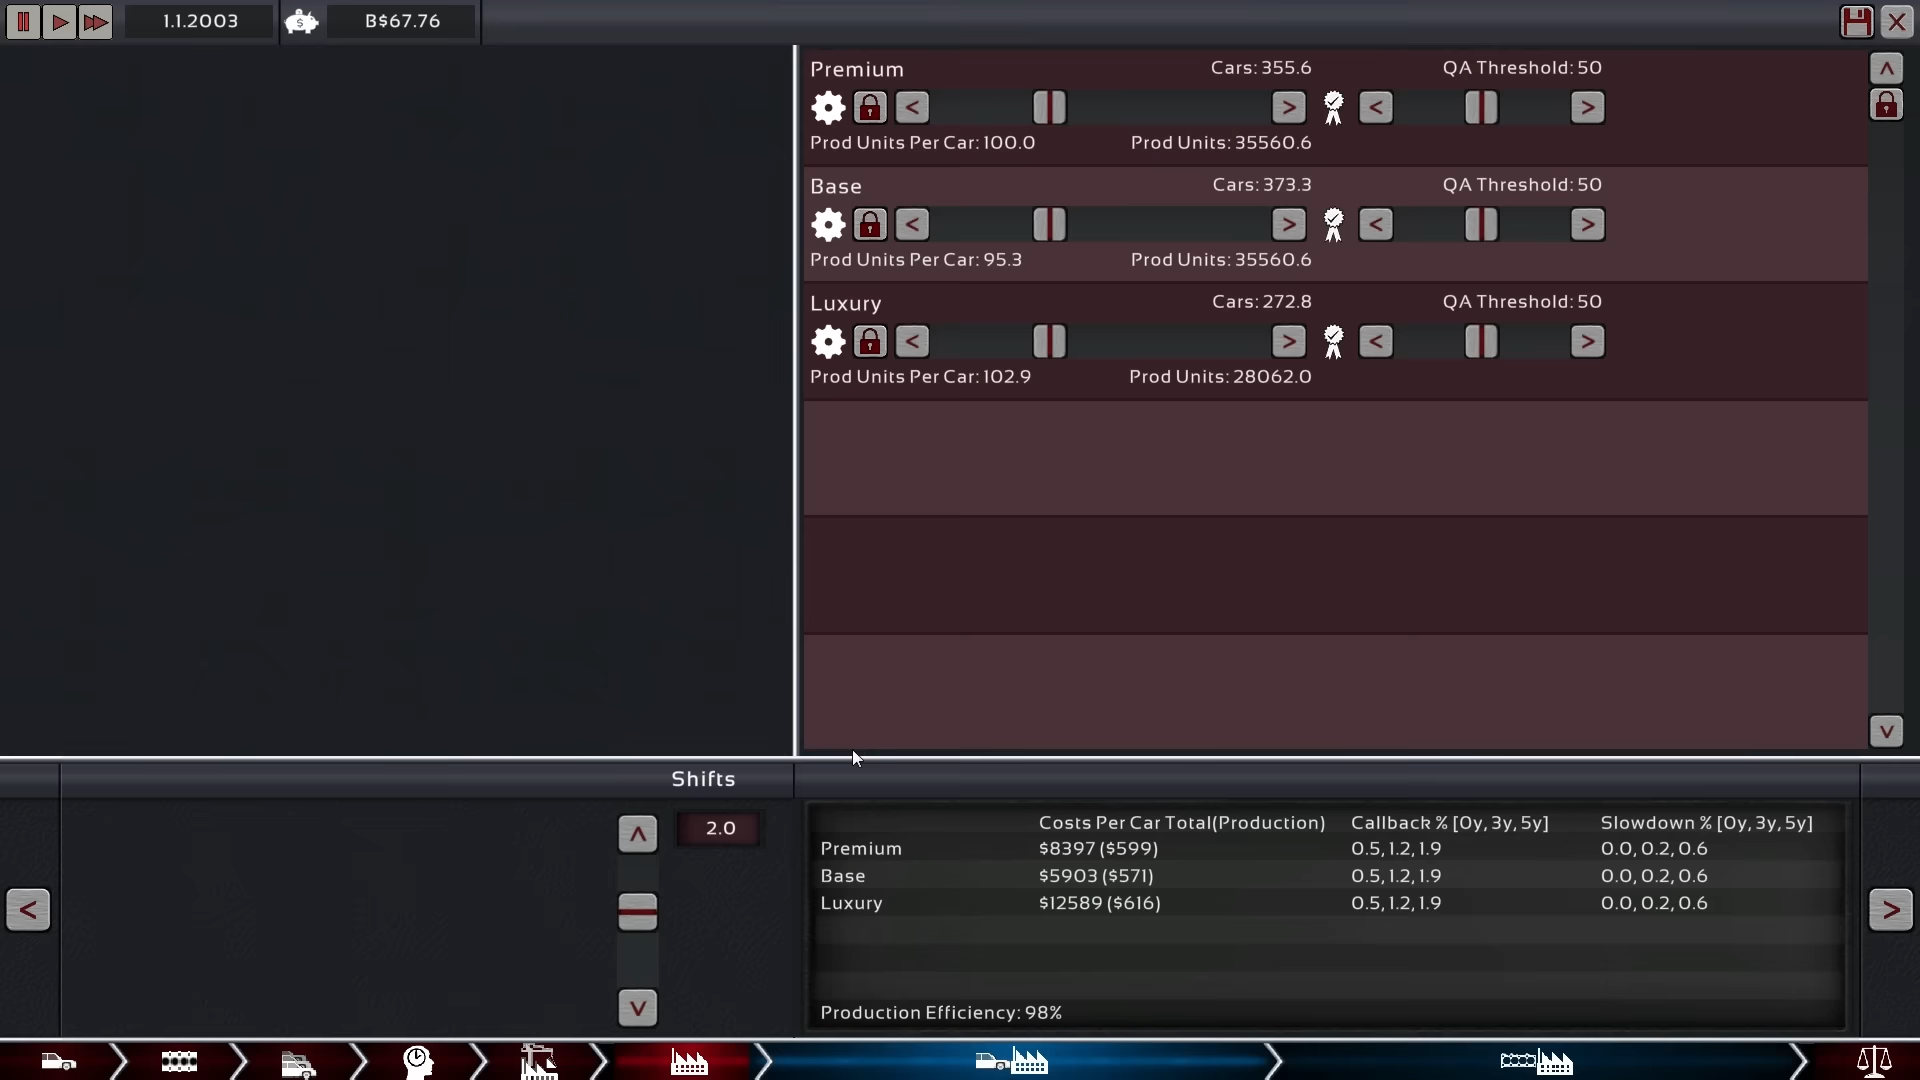 1.1.2003 B$67.76
Premium Cars: 355.6 QA Threshold: 50
< > < >
Prod Units Per Car: 100.0 Prod Units: 35560.6
Base Cars: 373.3 QA Threshold: 50
< > < >
Prod Units Per Car: 95.3 Prod Units: 35560.6
Luxury Cars: 272.8 QA Threshold: 50
< > < >
Prod Units Per Car: 102.9 Prod Units: 28062.0
Shifts
2.0
Costs Per Car Total(Production) Callback % [0y, 3y, 5y] Slowdown % [0y, 3y, 5y]
Premium $8397 ($599) 0.5, 1.2, 1.9 0.0, 0.2, 0.6
Base $5903 ($571) 0.5, 1.2, 1.9 0.0, 0.2, 0.6
Luxury $12589 ($616) 0.5, 1.2, 1.9 0.0, 0.2, 0.6
Production Efficiency: 98%